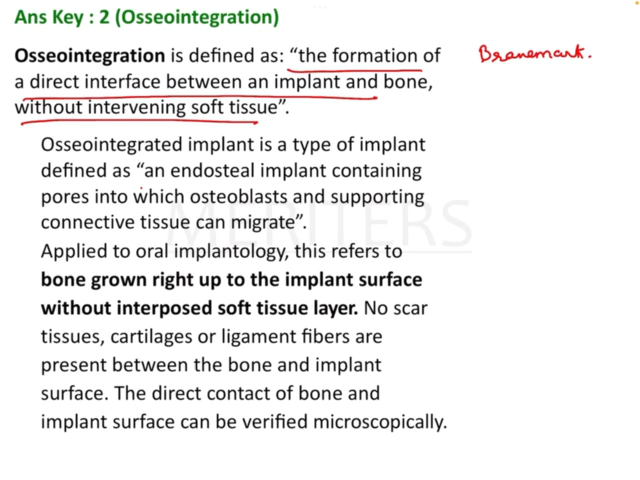 Ans Key : 2 (Osseointegration)
Osseointegration is defined as: “the formation of Branemark.
a direct interface between an implant and bone,
without intervening soft tissue”.
Osseointegrated implant is a type of implant
defined as “an endosteal implant containing
pores into which osteoblasts and supporting
connective tissue can migrate”.
MERITERS
Applied to oral implantology, this refers to
bone grown right up to the implant surface
without interposed soft tissue layer. No scar
tissues, cartilages or ligament fibers are
present between the bone and implant
surface. The direct contact of bone and
implant surface can be verified microscopically.